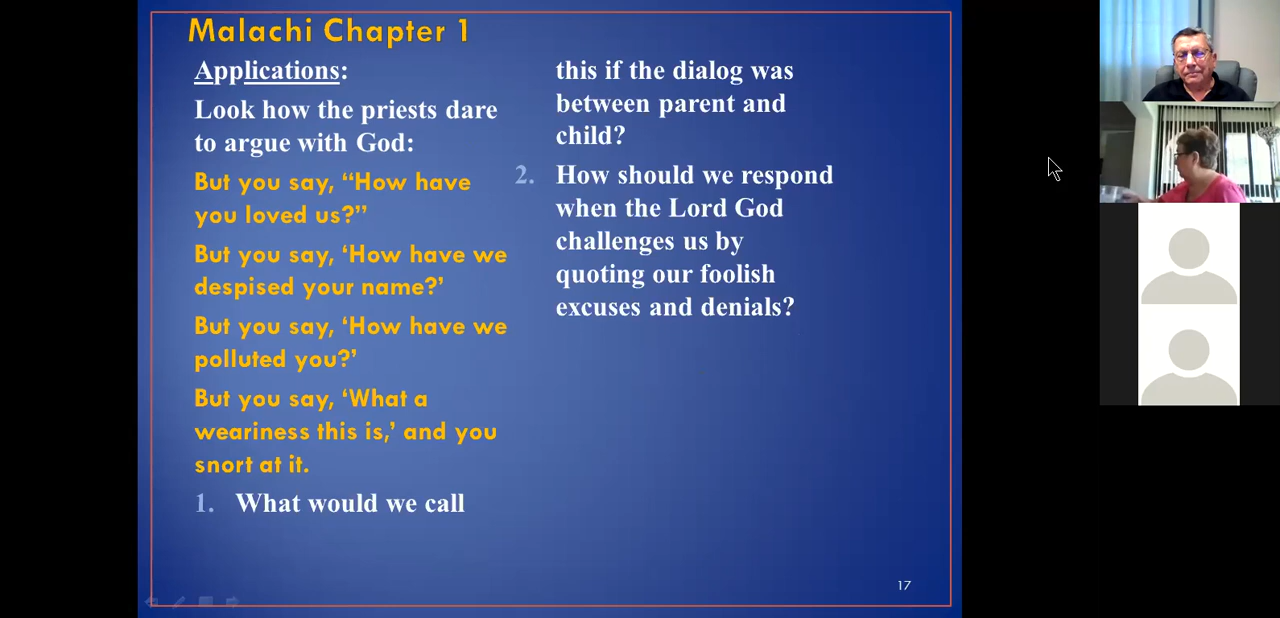 Malachi Chapter 1
Applications:
Look how the priests dare
to argue with God:
But you say, “How have
you loved us?”
But you say, ‘How have we
despised your name?’
But you say, ‘How have we
polluted you?’
But you say, ‘What a
weariness this is,’ and you
snort at it.
1. What would we call
this if the dialog was
between parent and
child?
2. How should we respond
when the Lord God
challenges us by
quoting our foolish
excuses and denials?
17